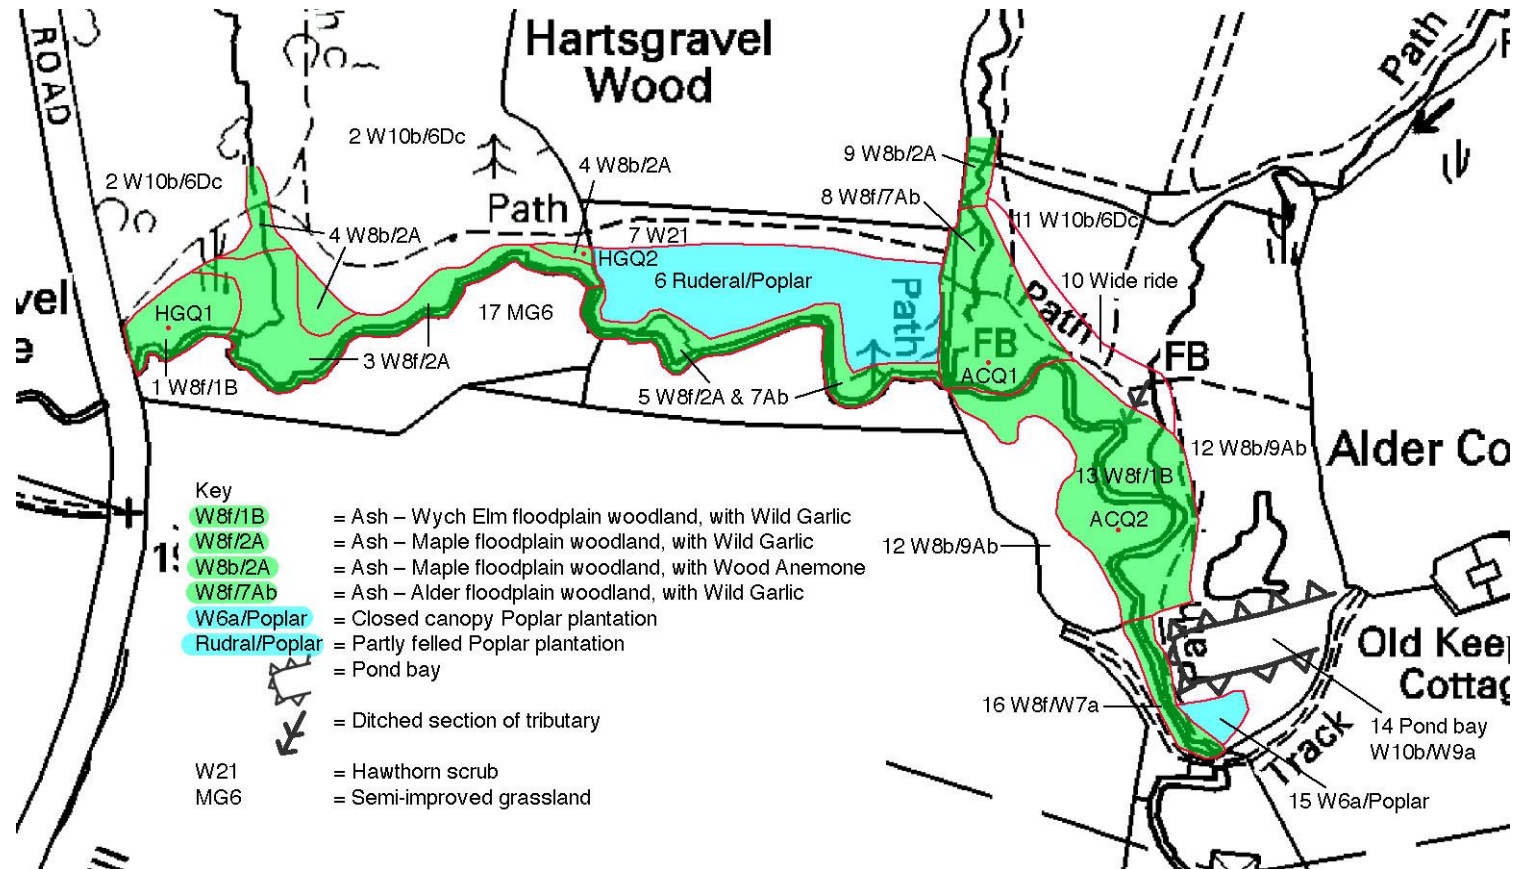 ROAD
Hartsgravel
Wood
Path
2 W10b/6Dc
4 W8b/2A
9 W8b/2A
2 W10b/6Dc
8 W8f/7Ab
Path
11 W10b/6Dc
4 W8b/2A
7 W21
HGQ2
6 Ruderal/Poplar
10 Wide ride
Path
Path
vel
e
HGQ1
17 MG6
FB
FB
3 W8f/2A
ACQ1
1 W8f/1B
5 W8f/2A & 7Ab
12 W8b/9Ab
Alder Co
13 W8f/1B
ACQ2
12 W8b/9Ab
Key
W8f/1B = Ash – Wych Elm floodplain woodland, with Wild Garlic
W8f/2A = Ash – Maple floodplain woodland, with Wild Garlic
W8b/2A = Ash – Maple floodplain woodland, with Wood Anemone
W8f/7Ab = Ash – Alder floodplain woodland, with Wild Garlic
W6a/Poplar = Closed canopy Poplar plantation
Rudral/Poplar = Partly felled Poplar plantation
= Pond bay
= Ditched section of tributary
W21 = Hawthorn scrub
MG6 = Semi-improved grassland
Path
Old Keep
Cottag
16 W8f/W7a
14 Pond bay
W10b/W9a
Track
15 W6a/Poplar